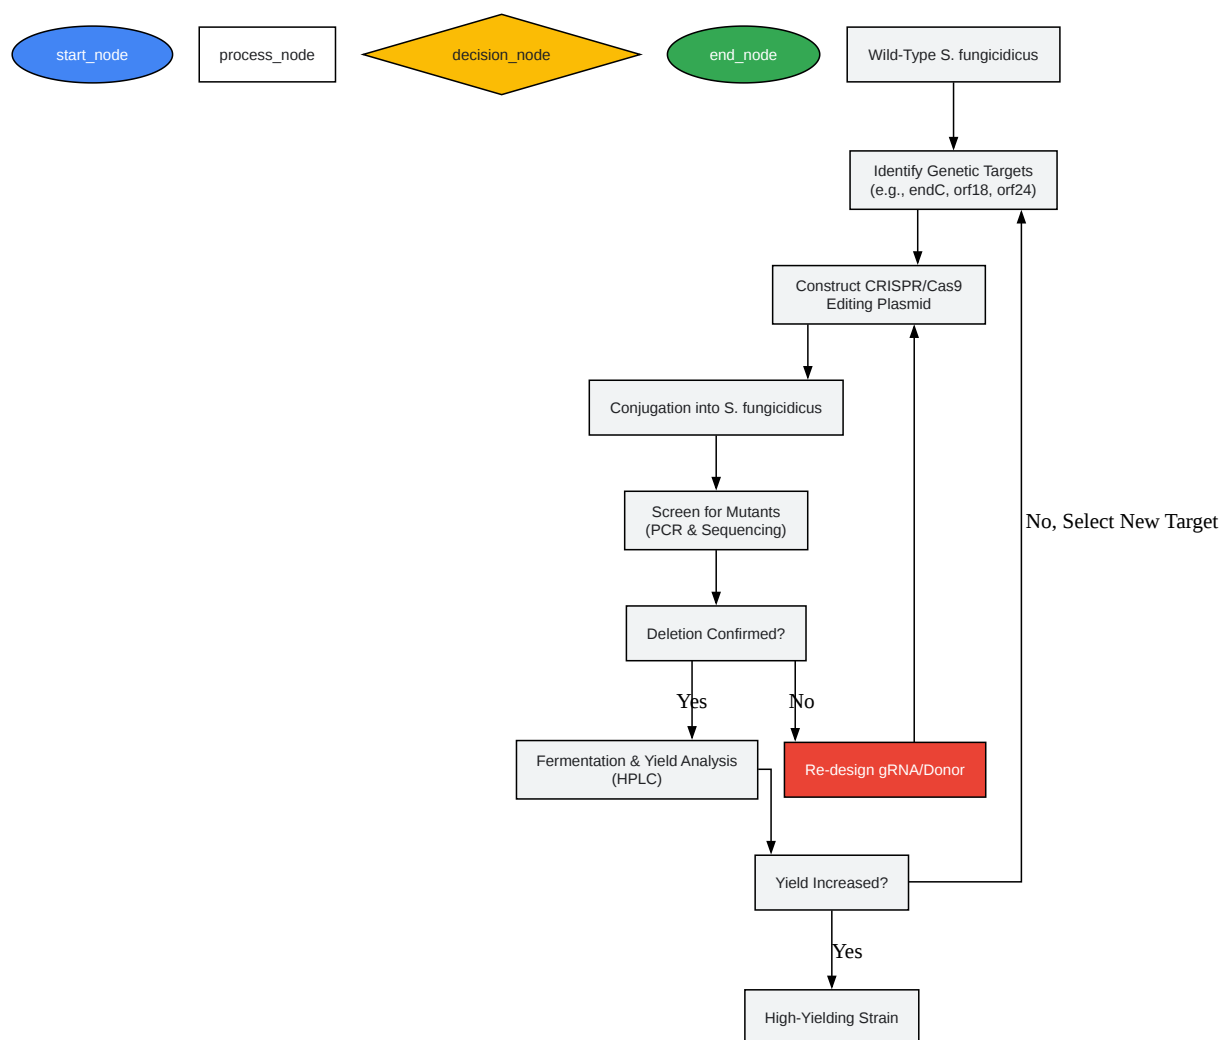 start_node
process_node
decision_node
end_node
Wild-Type S. fungicidicus
Identify Genetic Targets
(e.g., endC, orf18, orf24)
Construct CRISPR/Cas9
Editing Plasmid
Conjugation into S. fungicidicus
Screen for Mutants
(PCR & Sequencing)
No, Select New Target
Deletion Confirmed?
Yes
No
Fermentation & Yield Analysis
(HPLC)
Re-design gRNA/Donor
Yield Increased?
Yes
High-Yielding Strain